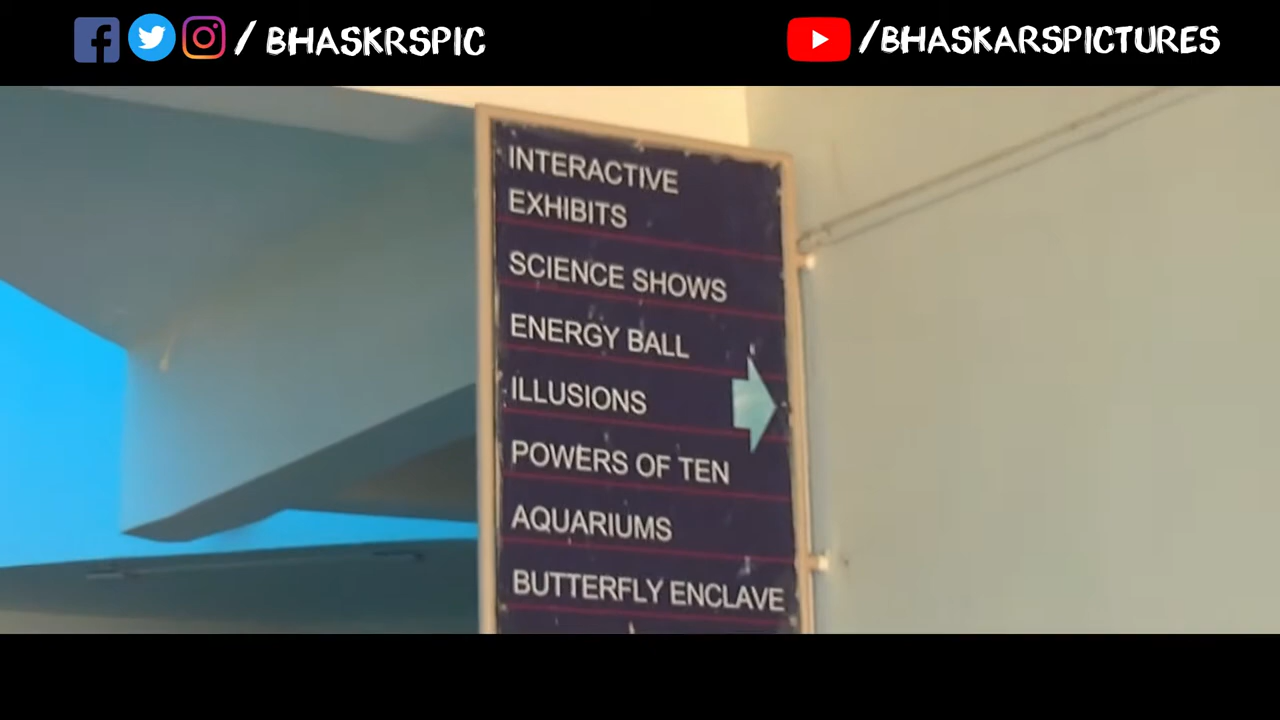 / BHASKRSPIC
/BHASKARSPICTURES
INTERACTIVE
EXHIBITS
SCIENCE SHOWS
ENERGY BALL
ILLUSIONS
POWERS OF TEN
AQUARIUMS
BUTTERFLY ENCLAVE